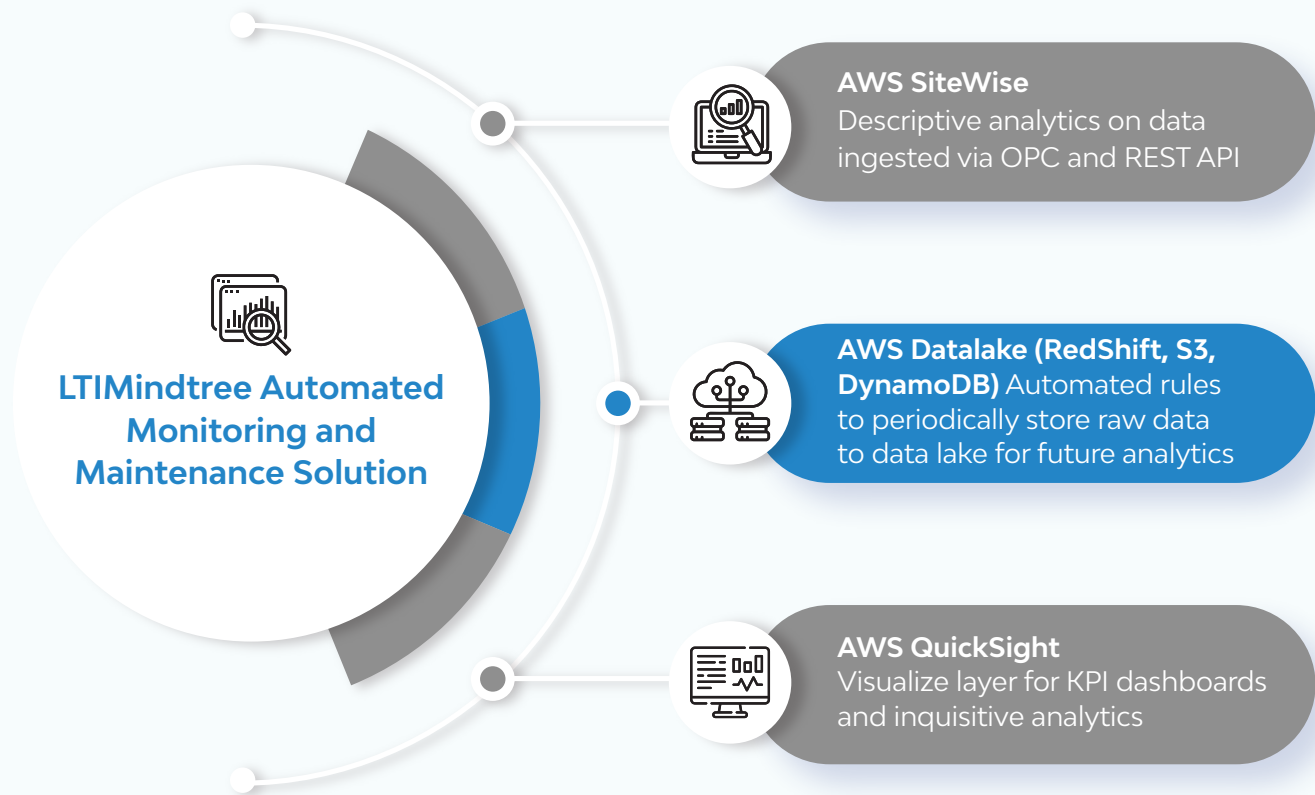 LTIMindtree Automated
Monitoring and
Maintenance Solution
AWS SiteWise
Descriptive analytics on data
ingested via OPC and REST API
AWS Datalake (RedShift, S3,
DynamoDB) Automated rules
to periodically store raw data
to data lake for future analytics
AWS QuickSight
Visualize layer for KPI dashboards
and inquisitive analytics